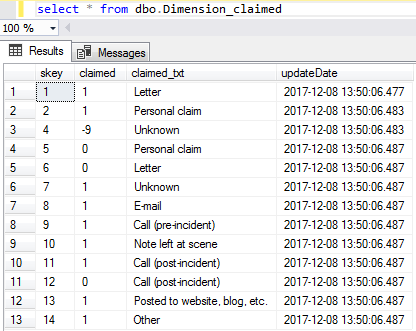 select * from dbo.Dimension_claimed
100 %
Results Messages
skey claimed claimed_txt updateDate
1 1 1 Letter 2017-12-08 13:50:06.477
2 2 1 Personal claim 2017-12-08 13:50:06.483
3 4 -9 Unknown 2017-12-08 13:50:06.483
4 5 0 Personal claim 2017-12-08 13:50:06.487
5 6 0 Letter 2017-12-08 13:50:06.487
6 7 1 Unknown 2017-12-08 13:50:06.487
7 8 1 E-mail 2017-12-08 13:50:06.487
8 9 1 Call (pre-incident) 2017-12-08 13:50:06.487
9 10 1 Note left at scene 2017-12-08 13:50:06.487
10 11 1 Call (post-incident) 2017-12-08 13:50:06.487
11 12 0 Call (post-incident) 2017-12-08 13:50:06.487
12 13 1 Posted to website, blog, etc. 2017-12-08 13:50:06.487
13 14 1 Other 2017-12-08 13:50:06.487